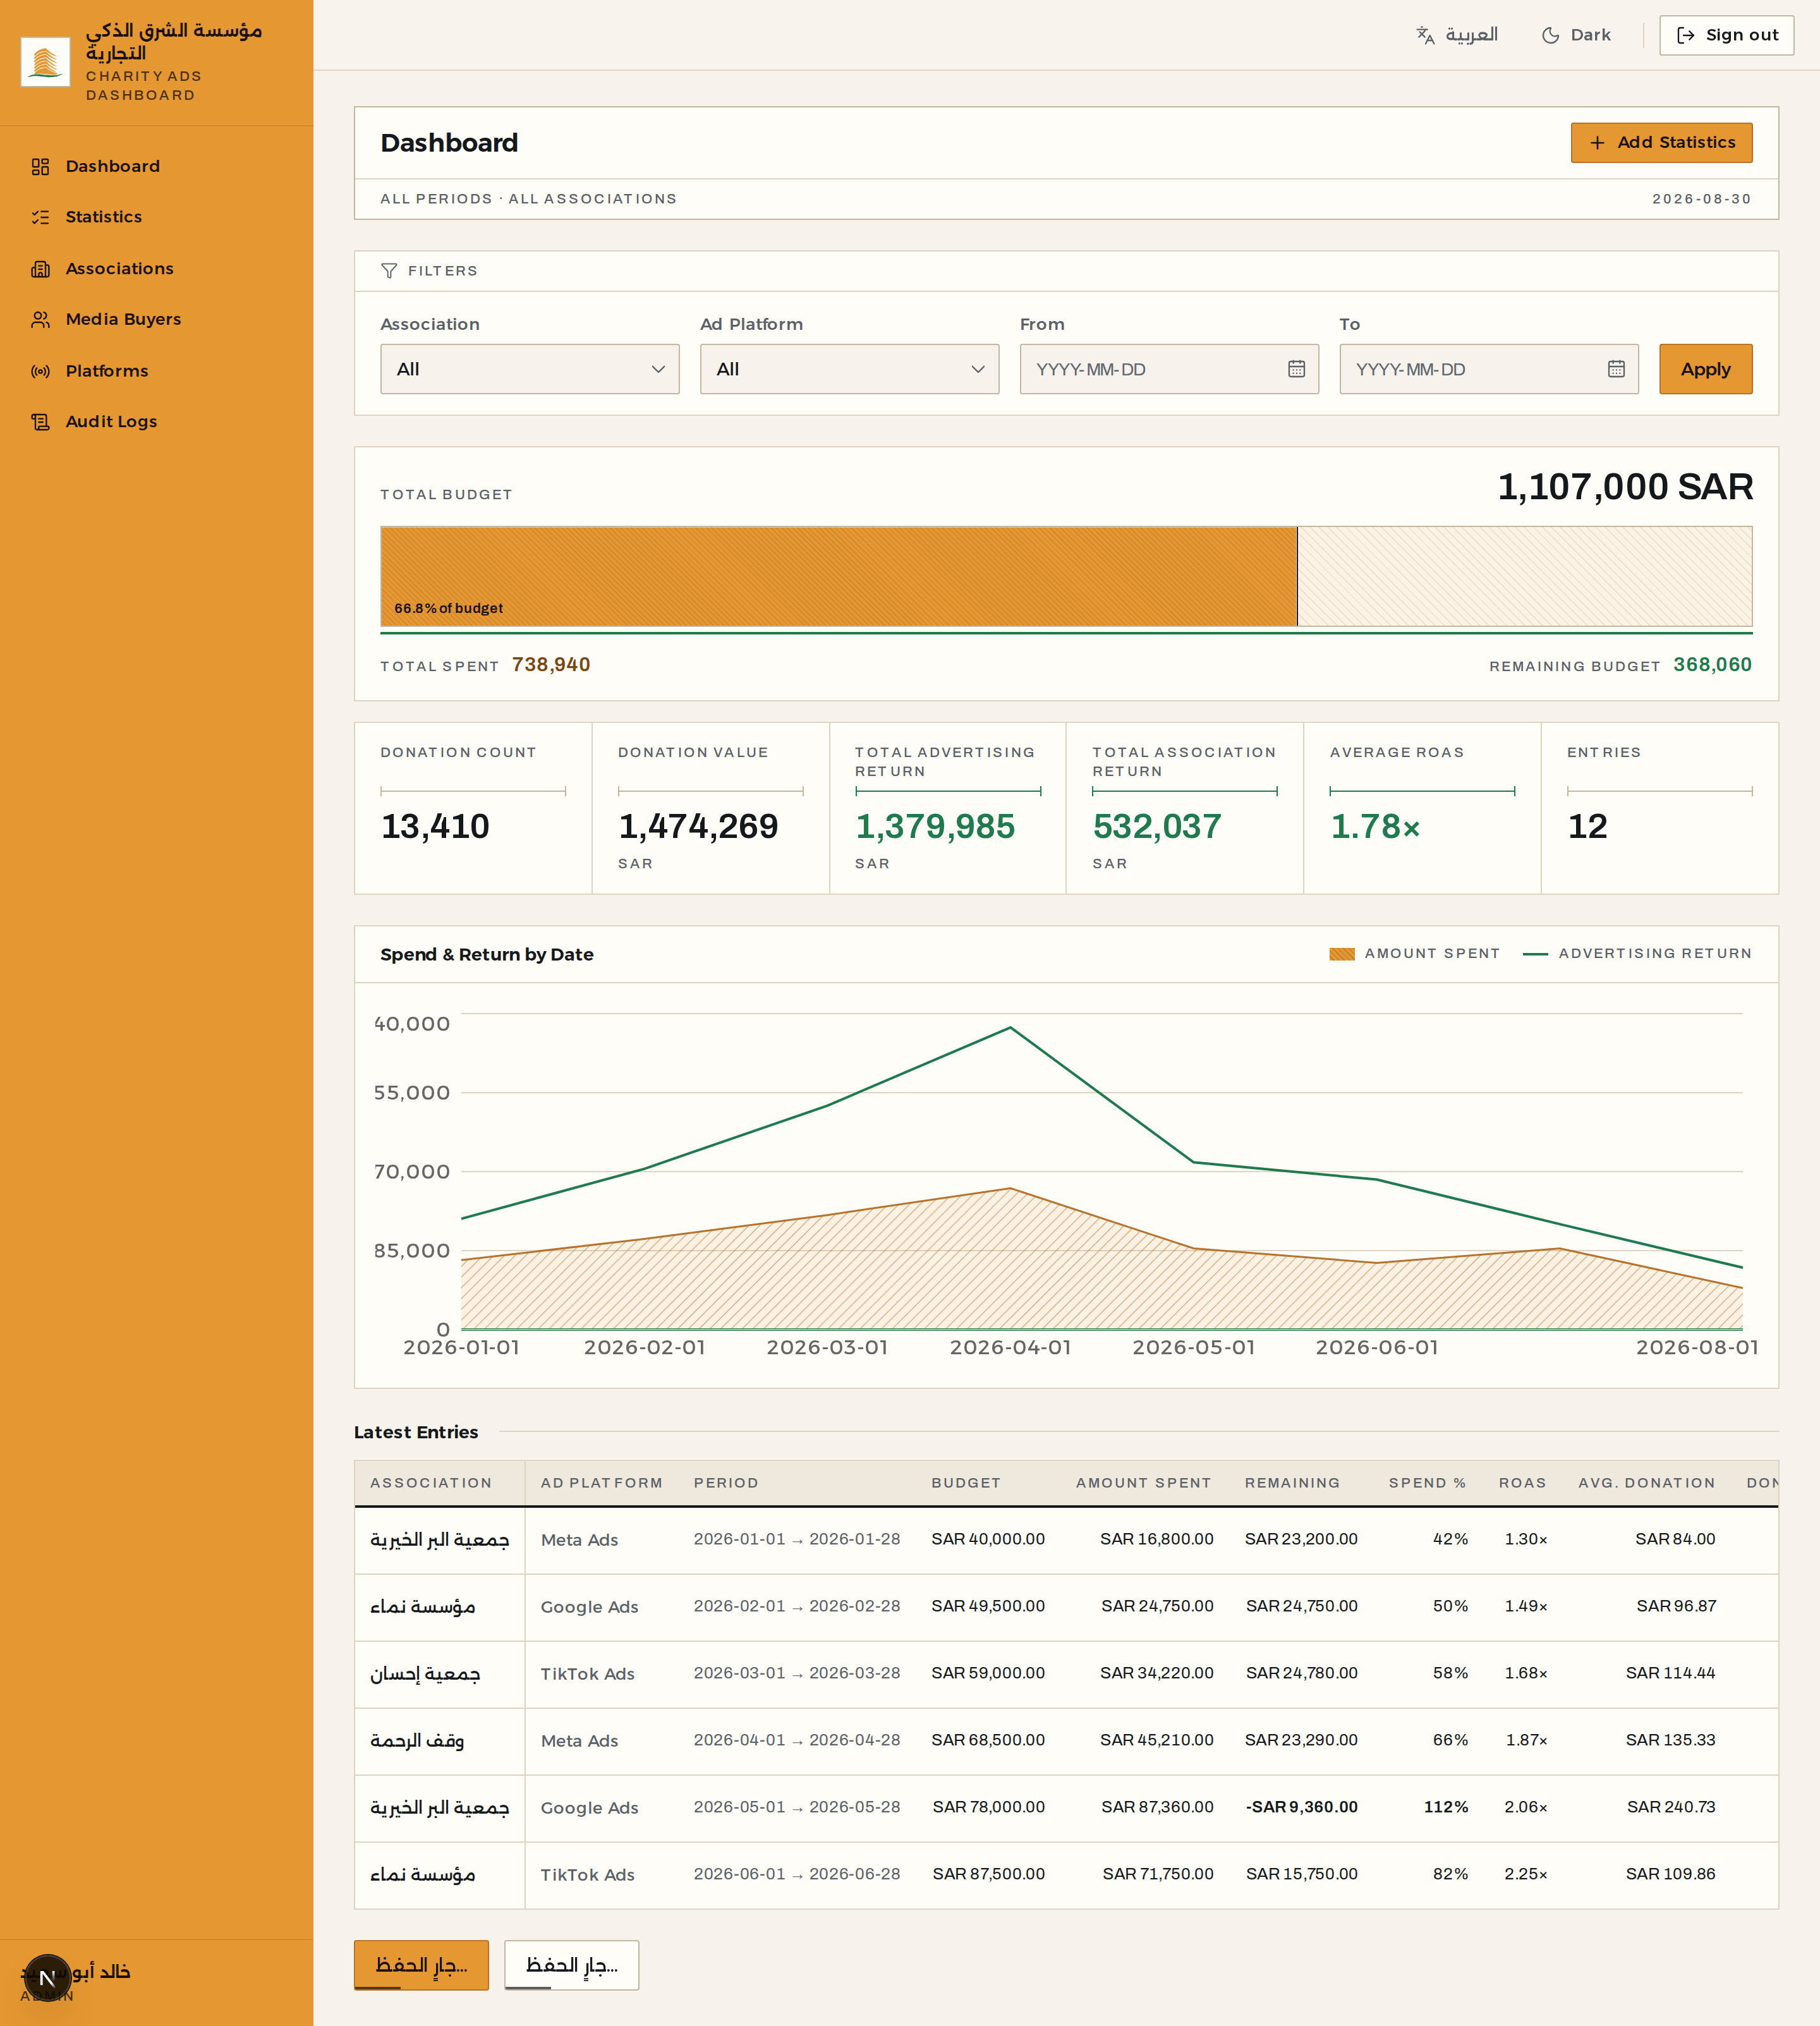 مؤسسة الشرق الذكي
التجارية
CHARITY ADS
DASHBOARD
العربية
Dark
Sign out
Dashboard
Statistics
Associations
Media Buyers
Platforms
Audit Logs
Dashboard
Add Statistics
ALL PERIODS · ALL ASSOCIATIONS
2026-08-30
FILTERS
Association
Ad Platform
From
To
All
All
YYYY-MM-DD
YYYY-MM-DD
Apply
TOTAL BUDGET
1,107,000 SAR
66.8% of budget
TOTAL SPENT 738,940
REMAINING BUDGET 368,060
DONATION COUNT
13,410
DONATION VALUE
1,474,269
SAR
TOTAL ADVERTISING
RETURN
1,379,985
SAR
TOTAL ASSOCIATION
RETURN
532,037
SAR
AVERAGE ROAS
1.78×
ENTRIES
12
Spend & Return by Date
AMOUNT SPENT
ADVERTISING RETURN
40,000
55,000
70,000
85,000
0
2026-01-01 2026-02-01 2026-03-01 2026-04-01 2026-05-01 2026-06-01 2026-08-01
Latest Entries
ASSOCIATION AD PLATFORM PERIOD BUDGET AMOUNT SPENT REMAINING SPEND % ROAS AVG. DONATION
جمعية البر الخيرية Meta Ads 2026-01-01 → 2026-01-28 SAR 40,000.00 SAR 16,800.00 SAR 23,200.00 42% 1.30× SAR 84.00
مؤسسة نماء Google Ads 2026-02-01 → 2026-02-28 SAR 49,500.00 SAR 24,750.00 SAR 24,750.00 50% 1.49× SAR 96.87
جمعية إحسان TikTok Ads 2026-03-01 → 2026-03-28 SAR 59,000.00 SAR 34,220.00 SAR 24,780.00 58% 1.68× SAR 114.44
وقف الرحمة Meta Ads 2026-04-01 → 2026-04-28 SAR 68,500.00 SAR 45,210.00 SAR 23,290.00 66% 1.87× SAR 135.33
جمعية البر الخيرية Google Ads 2026-05-01 → 2026-05-28 SAR 78,000.00 SAR 87,360.00 -SAR 9,360.00 112% 2.06× SAR 240.73
مؤسسة نماء TikTok Ads 2026-06-01 → 2026-06-28 SAR 87,500.00 SAR 71,750.00 SAR 15,750.00 82% 2.25× SAR 109.86
جارٍ الحفظ...
جارٍ الحفظ...
خالد أبو
N